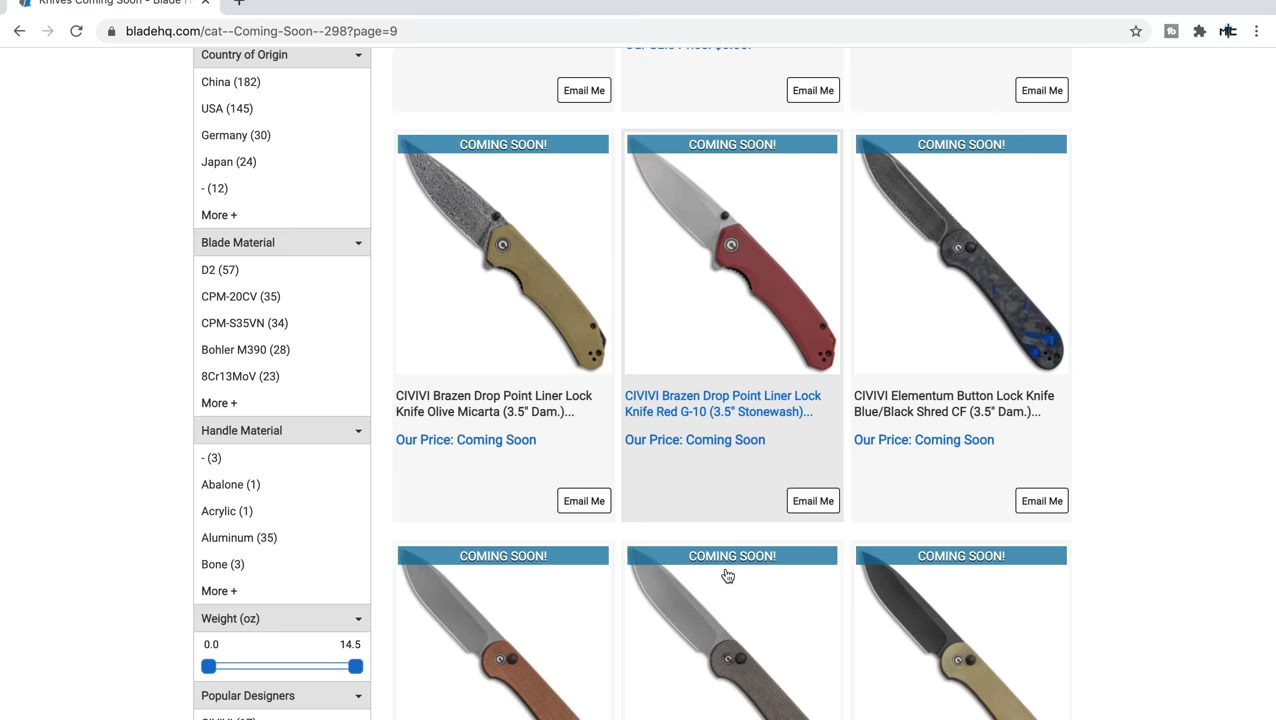 Knives Coming Soon - Blade H
bladehq.com/cat--Coming-Soon--298?page=9
Country of Origin
China (182)
USA (145)
Germany (30)
Japan (24)
- (12)
More +
Blade Material
D2 (57)
CPM-20CV (35)
CPM-S35VN (34)
Bohler M390 (28)
8Cr13MoV (23)
More +
Handle Material
- (3)
Abalone (1)
Acrylic (1)
Aluminum (35)
Bone (3)
More +
Weight (oz)
0.0 14.5
Popular Designers
Email Me
Email Me
Email Me
COMING SOON!
COMING SOON!
COMING SOON!
CIVIVI Brazen Drop Point Liner Lock
Knife Olive Micarta (3.5" Dam.)...
Our Price: Coming Soon
Email Me
CIVIVI Brazen Drop Point Liner Lock
Knife Red G-10 (3.5" Stonewash)...
Our Price: Coming Soon
Email Me
CIVIVI Elementum Button Lock Knife
Blue/Black Shred CF (3.5" Dam.)...
Our Price: Coming Soon
Email Me
COMING SOON!
COMING SOON!
COMING SOON!